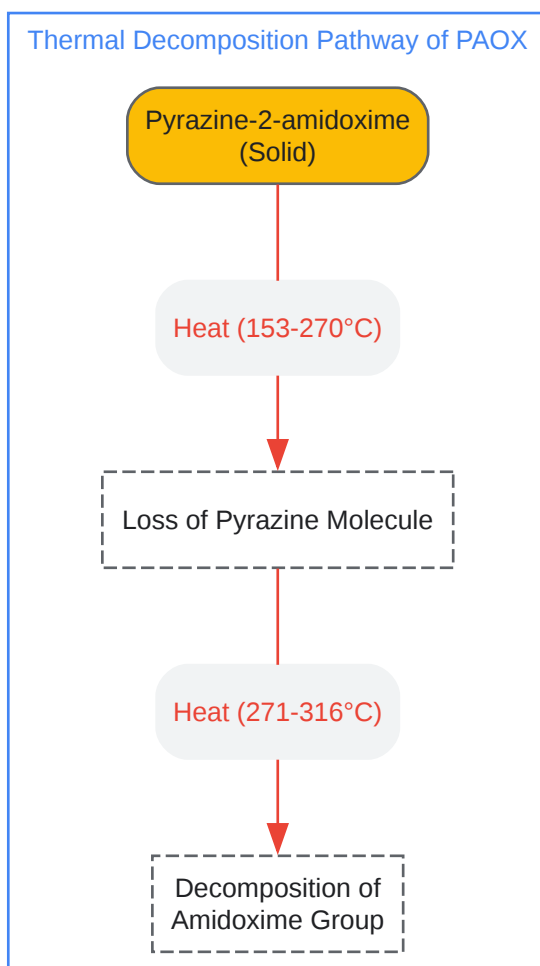 Thermal Decomposition Pathway of PAOX
Pyrazine-2-amidoxime
(Solid)
Heat (153-270°C)
Loss of Pyrazine Molecule
Heat (271-316°C)
Decomposition of
Amidoxime Group